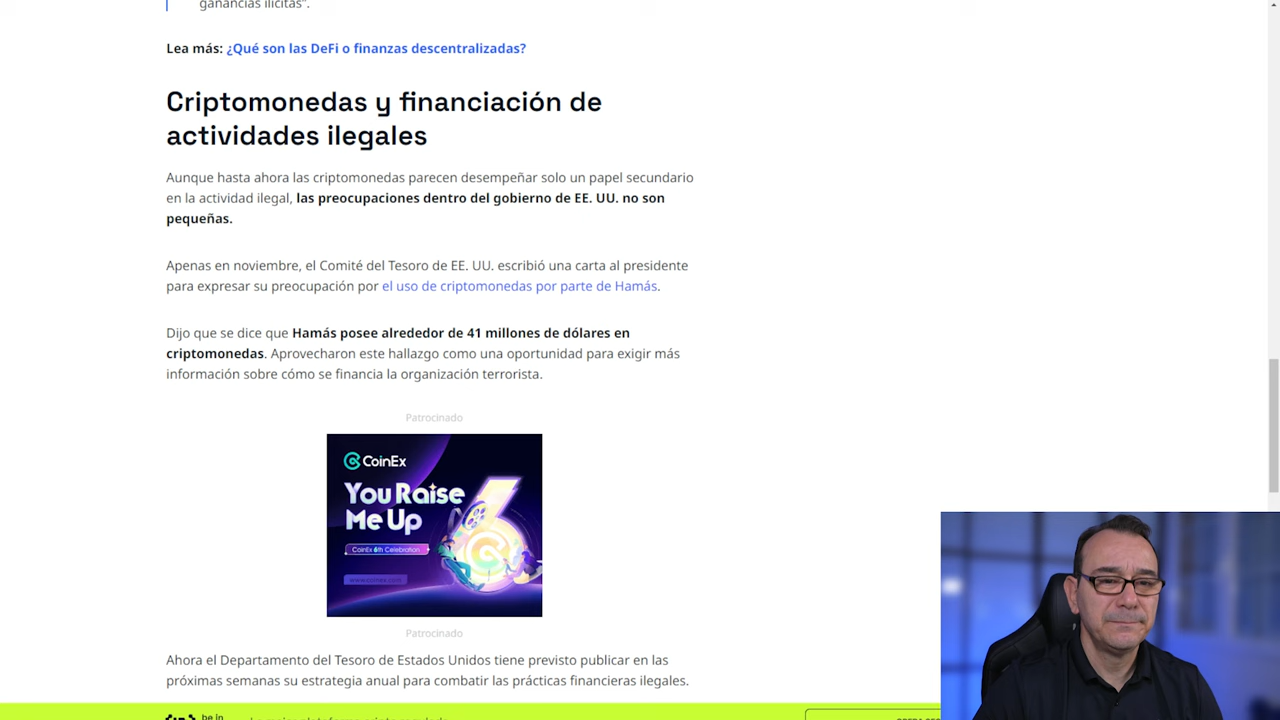 ganancias ilícitas”.
Lea más: ¿Qué son las DeFi o finanzas descentralizadas?
Criptomonedas y financiación de
actividades ilegales
Aunque hasta ahora las criptomonedas parecen desempeñar solo un papel secundario
en la actividad ilegal, las preocupaciones dentro del gobierno de EE. UU. no son
pequeñas.
Apenas en noviembre, el Comité del Tesoro de EE. UU. escribió una carta al presidente
para expresar su preocupación por el uso de criptomonedas por parte de Hamás.
Dijo que se dice que Hamás posee alrededor de 41 millones de dólares en
criptomonedas. Aprovecharon este hallazgo como una oportunidad para exigir más
información sobre cómo se financia la organización terrorista.
Patrocinado
CoinEx
You Raise
Me Up
CoinEx 6th Celebration
www.coinex.com
Patrocinado
Ahora el Departamento del Tesoro de Estados Unidos tiene previsto publicar en las
próximas semanas su estrategia anual para combatir las prácticas financieras ilegales.
be in